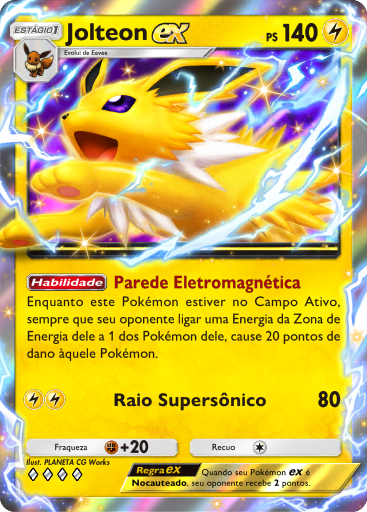 ESTÁGIO 1 Jolteon ex PS 140
Evolui de Eevee
Habilidade Parede Eletromagnética
Enquanto este Pokémon estiver no Campo Ativo,
sempre que seu oponente ligar uma Energia da Zona de
Energia dele a 1 dos Pokémon dele, cause 20 pontos de
dano àquele Pokémon.
Raio Supersônico 80
Fraqueza +20 Recuo
Ilust. PLANETA CG Works
Regra ex Quando seu Pokémon ex é
Nocauteado, seu oponente recebe 2 pontos.